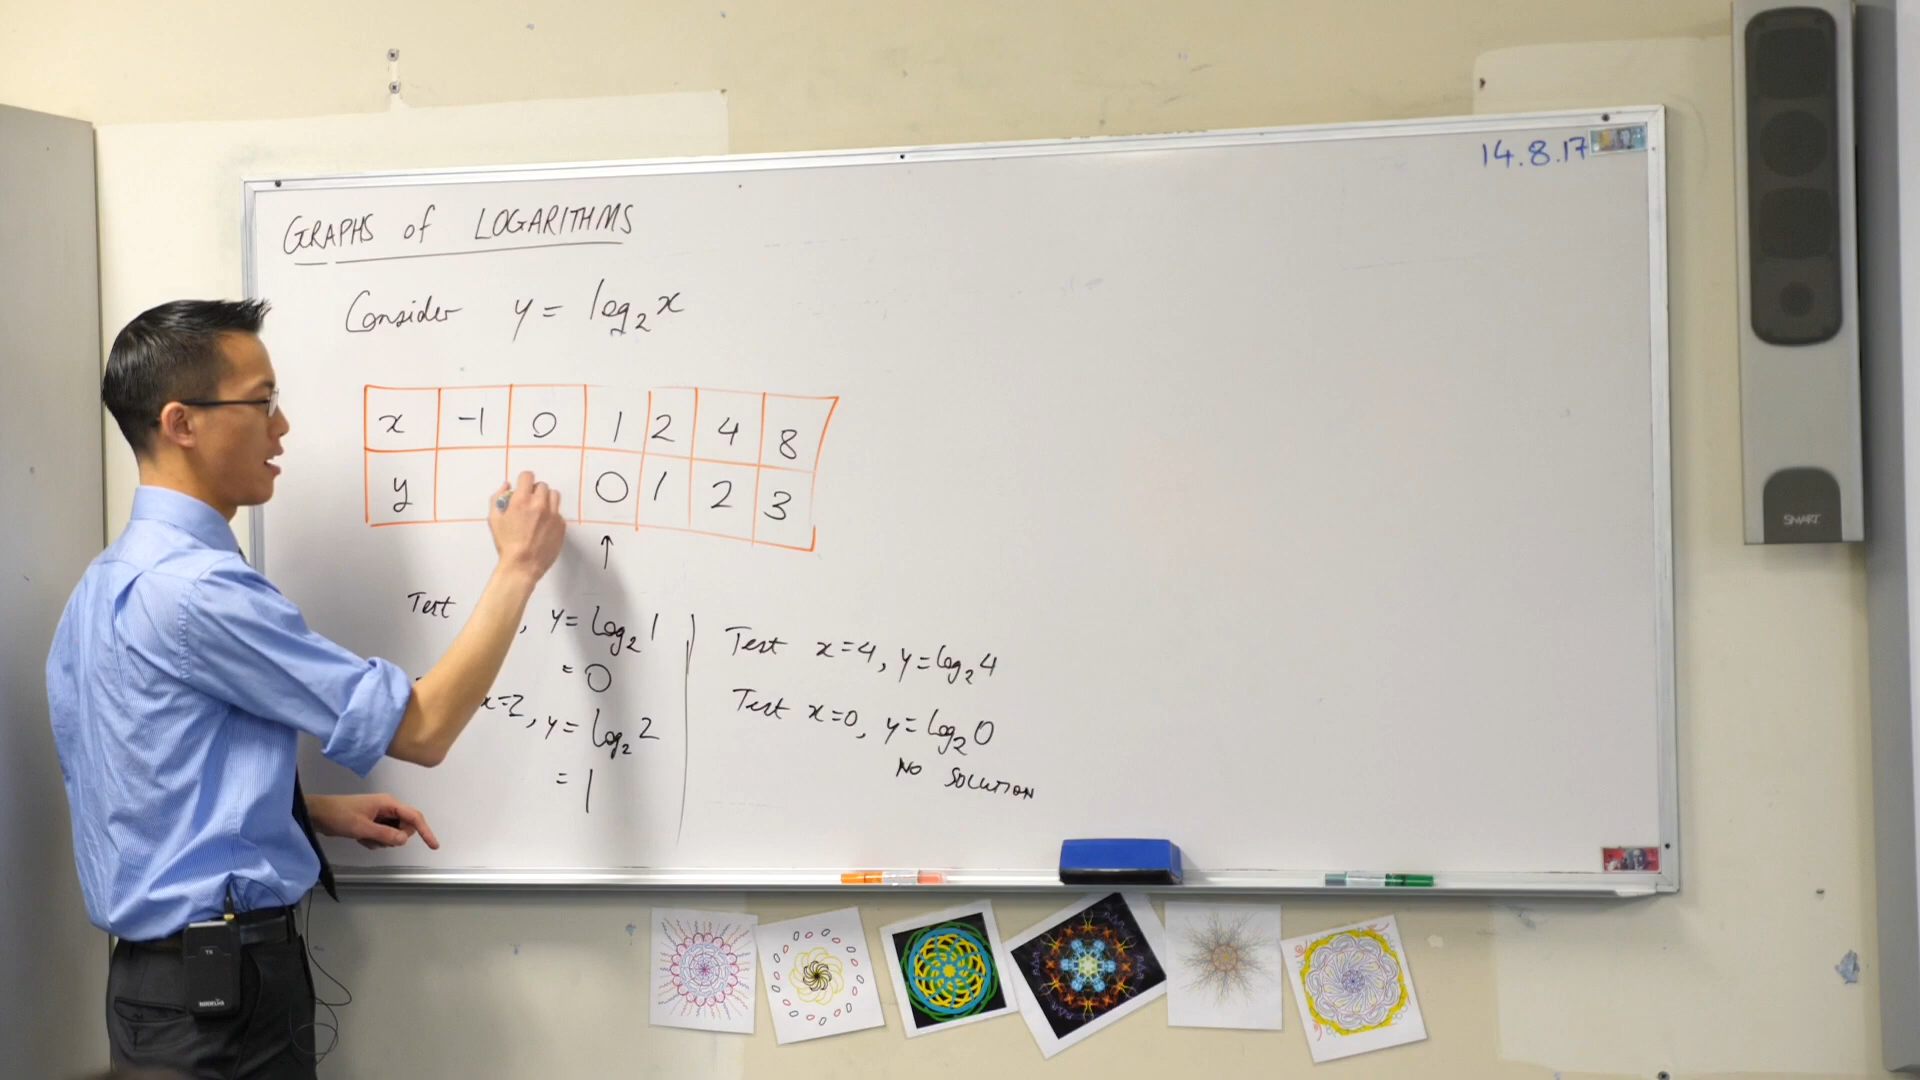 14.8.17
GRAPHS of LOGARITHMS
Consider y = log₂x
x -1 0 1 2 4 8
y 0 1 2 3
↑
Test , y = log₂1
= 0
x=2, y = log₂2
= 1
Test x=4, y=log₂4
Test x=0, y=log₂0
NO SOLUTION
SMART